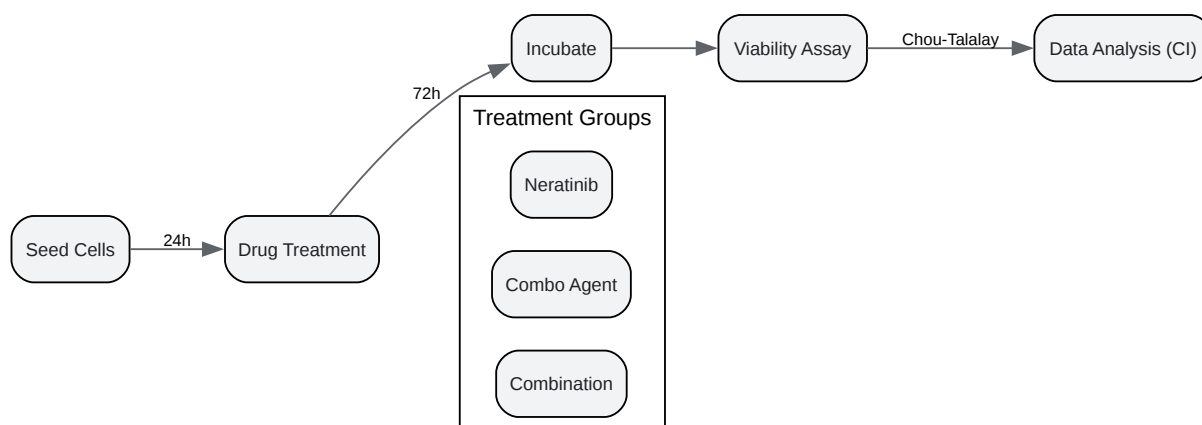 Seed Cells
24h
Drug Treatment
72h
Incubate
Viability Assay
Chou-Talalay
Data Analysis (CI)
Treatment Groups
Neratinib
Combo Agent
Combination